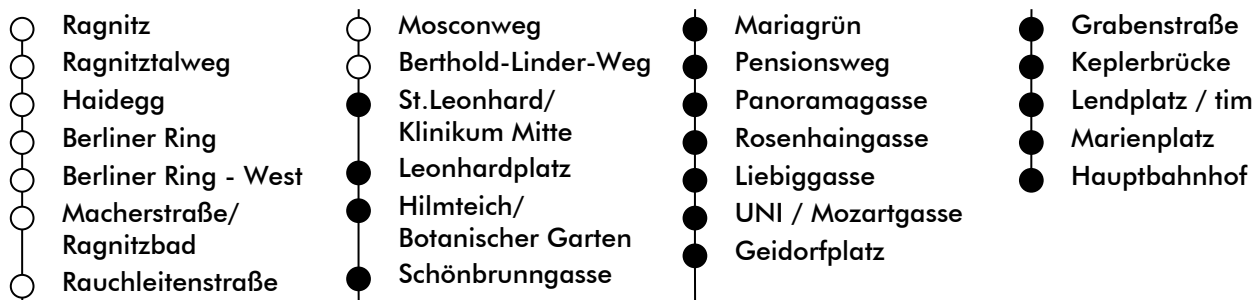 Ragnitz
Ragnitztalweg
Haidegg
Berliner Ring
Berliner Ring - West
Macherstraße/
Ragnitzbad
Rauchleitenstraße
Mosconweg
Berthold-Linder-Weg
St.Leonhard/
Klinikum Mitte
Leonhardplatz
Hilmteich/
Botanischer Garten
Schönbrunngasse
Mariagrün
Pensionsweg
Panoramagasse
Rosenhaingasse
Liebiggasse
UNI / Mozartgasse
Geidorfplatz
Grabenstraße
Keplerbrücke
Lendplatz / tim
Marienplatz
Hauptbahnhof